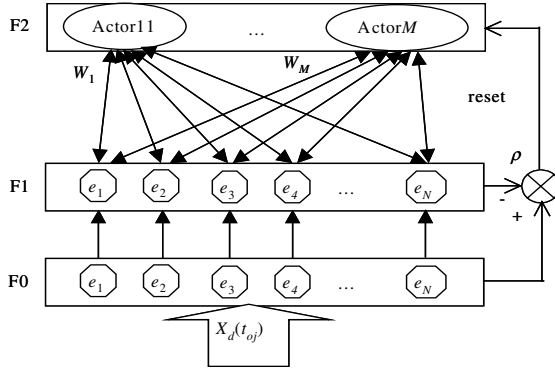 F2 Actor11 ... ActorM
W1 WM
reset
F1 e1 e2 e3 e4 ... eN ρ
- +
F0 e1 e2 e3 e4 ... eN
Xd(toj)